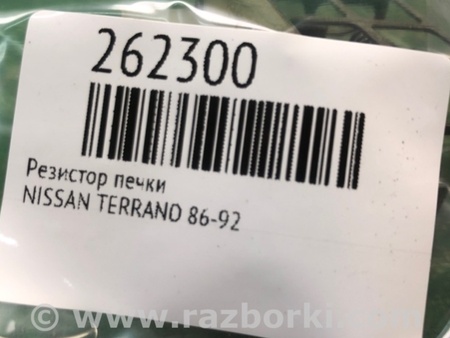 262300
Резистор печки
NISSAN TERRANO 86-92
© www.razborki.